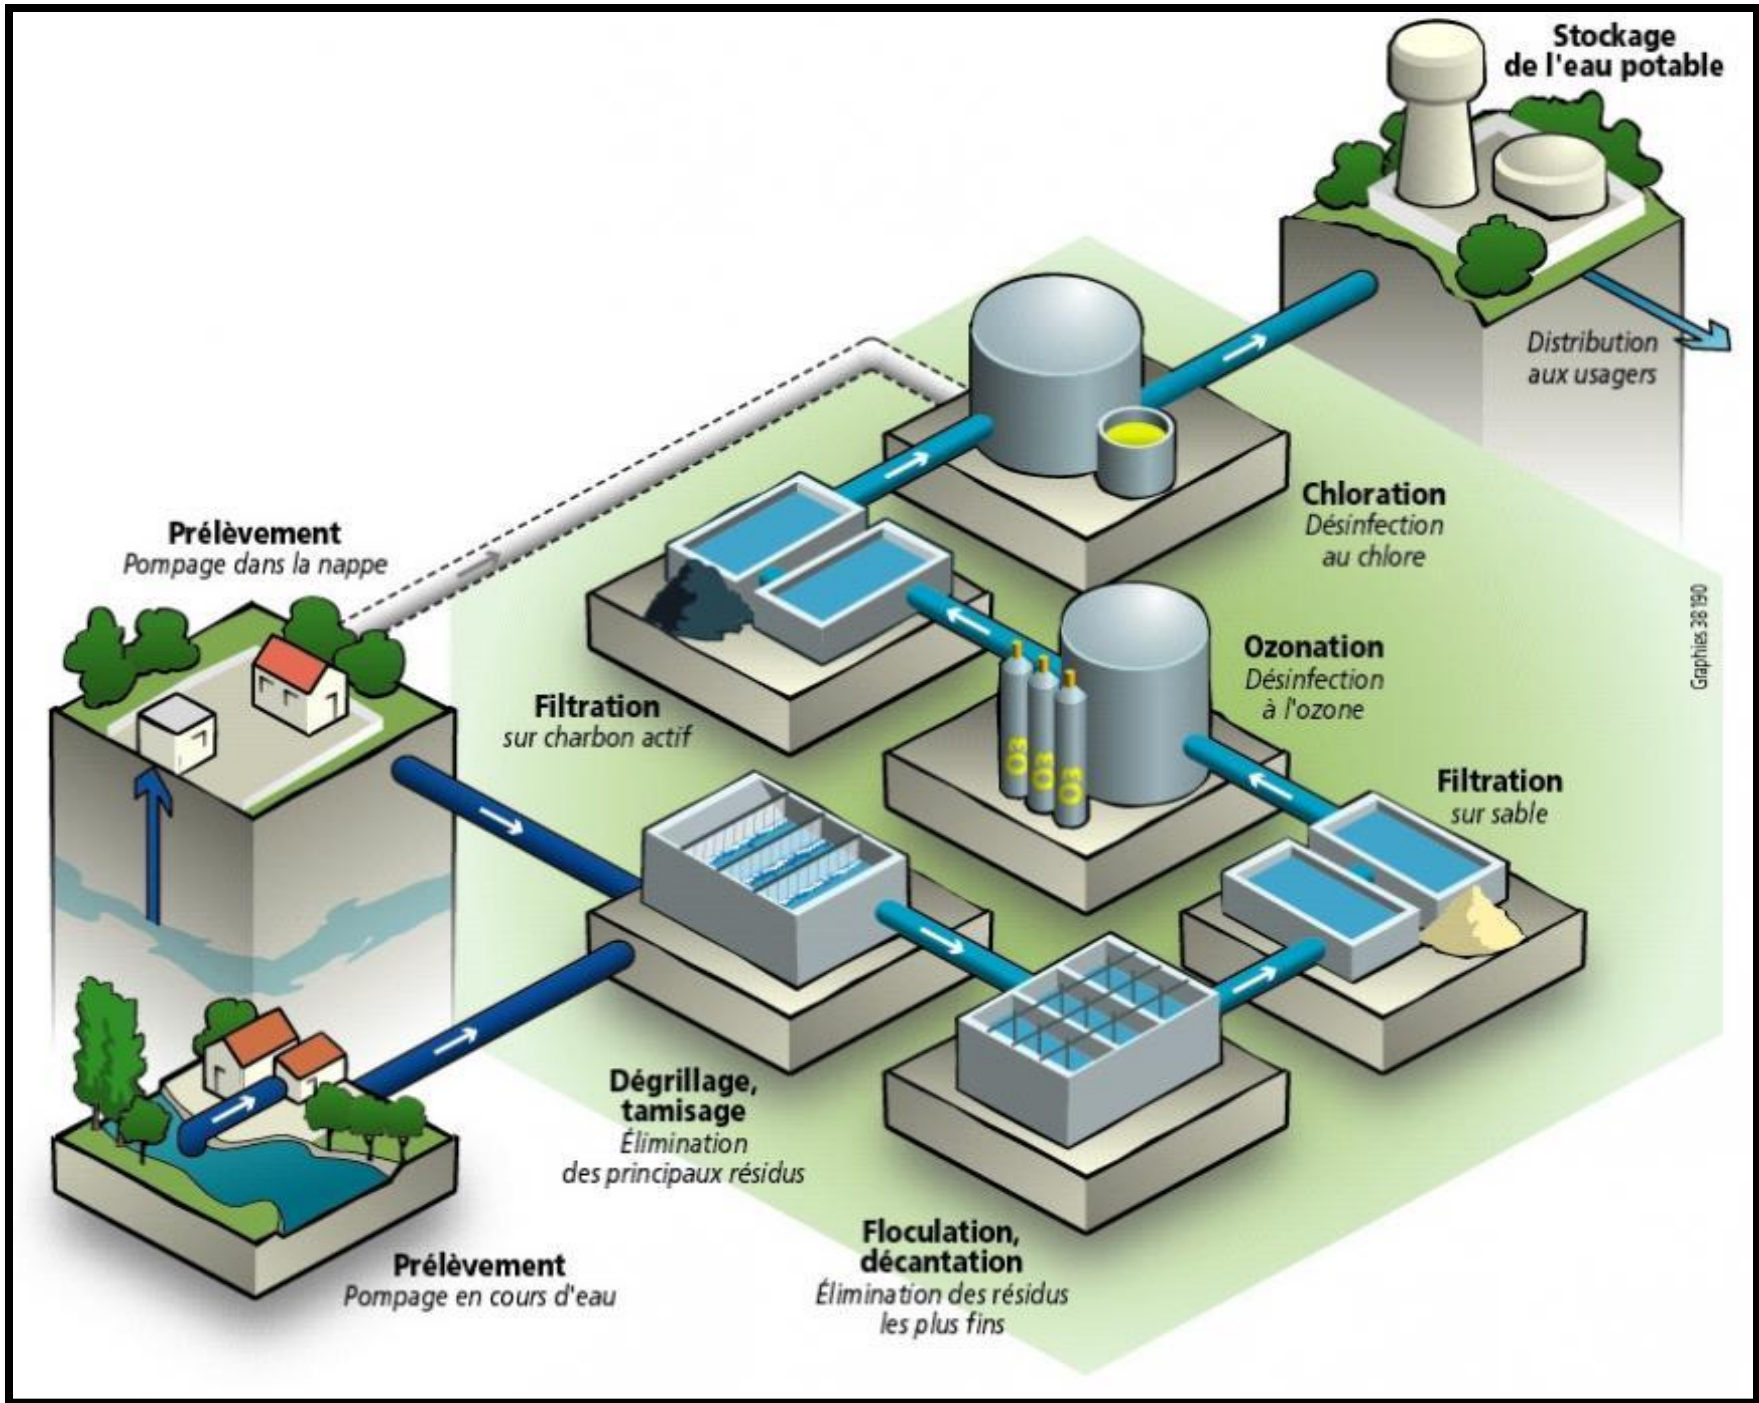 Stockage
de l'eau potable
Distribution
aux usagers
Chloration
Désinfection
au chlore
Prélèvement
Pompage dans la nappe
Graphies 38190
Ozonation
Désinfection
à l'ozone
Filtration
sur charbon actif
O3
O3
O3
Filtration
sur sable
Dégrillage,
tamisage
Élimination
des principaux résidus
Floculation,
décantation
Élimination des résidus
les plus fins
Prélèvement
Pompage en cours d'eau